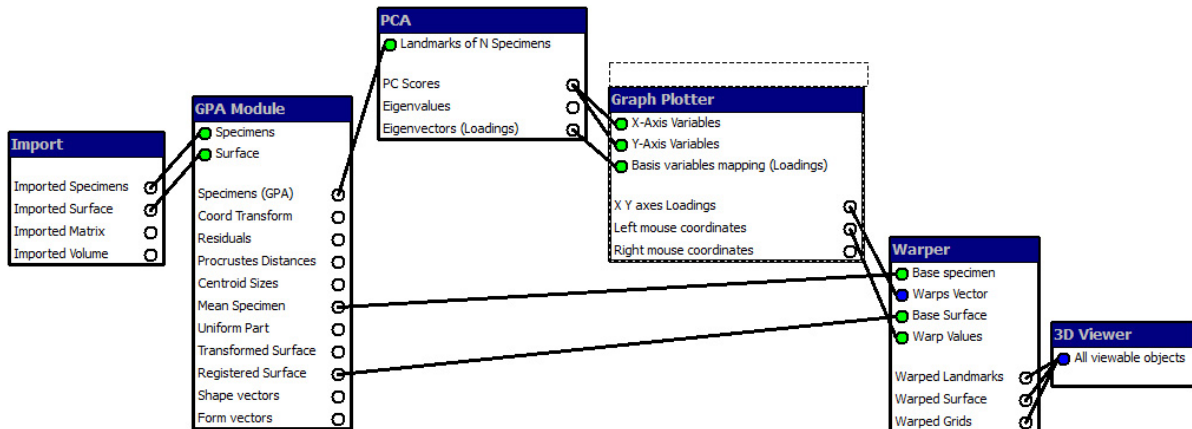 Import
Imported Specimens
Imported Surface
Imported Matrix
Imported Volume
GPA Module
Specimens
Surface
Specimens (GPA)
Coord Transform
Residuals
Procrustes Distances
Centroid Sizes
Mean Specimen
Uniform Part
Transformed Surface
Registered Surface
Shape vectors
Form vectors
PCA
Landmarks of N Specimens
PC Scores
Eigenvalues
Eigenvectors (Loadings)
Graph Plotter
X-Axis Variables
Y-Axis Variables
Basis variables mapping (Loadings)
X Y axes Loadings
Left mouse coordinates
Right mouse coordinates
Warper
Base specimen
Warps Vector
Base Surface
Warp Values
Warped Landmarks
Warped Surface
Warped Grids
3D Viewer
All viewable objects